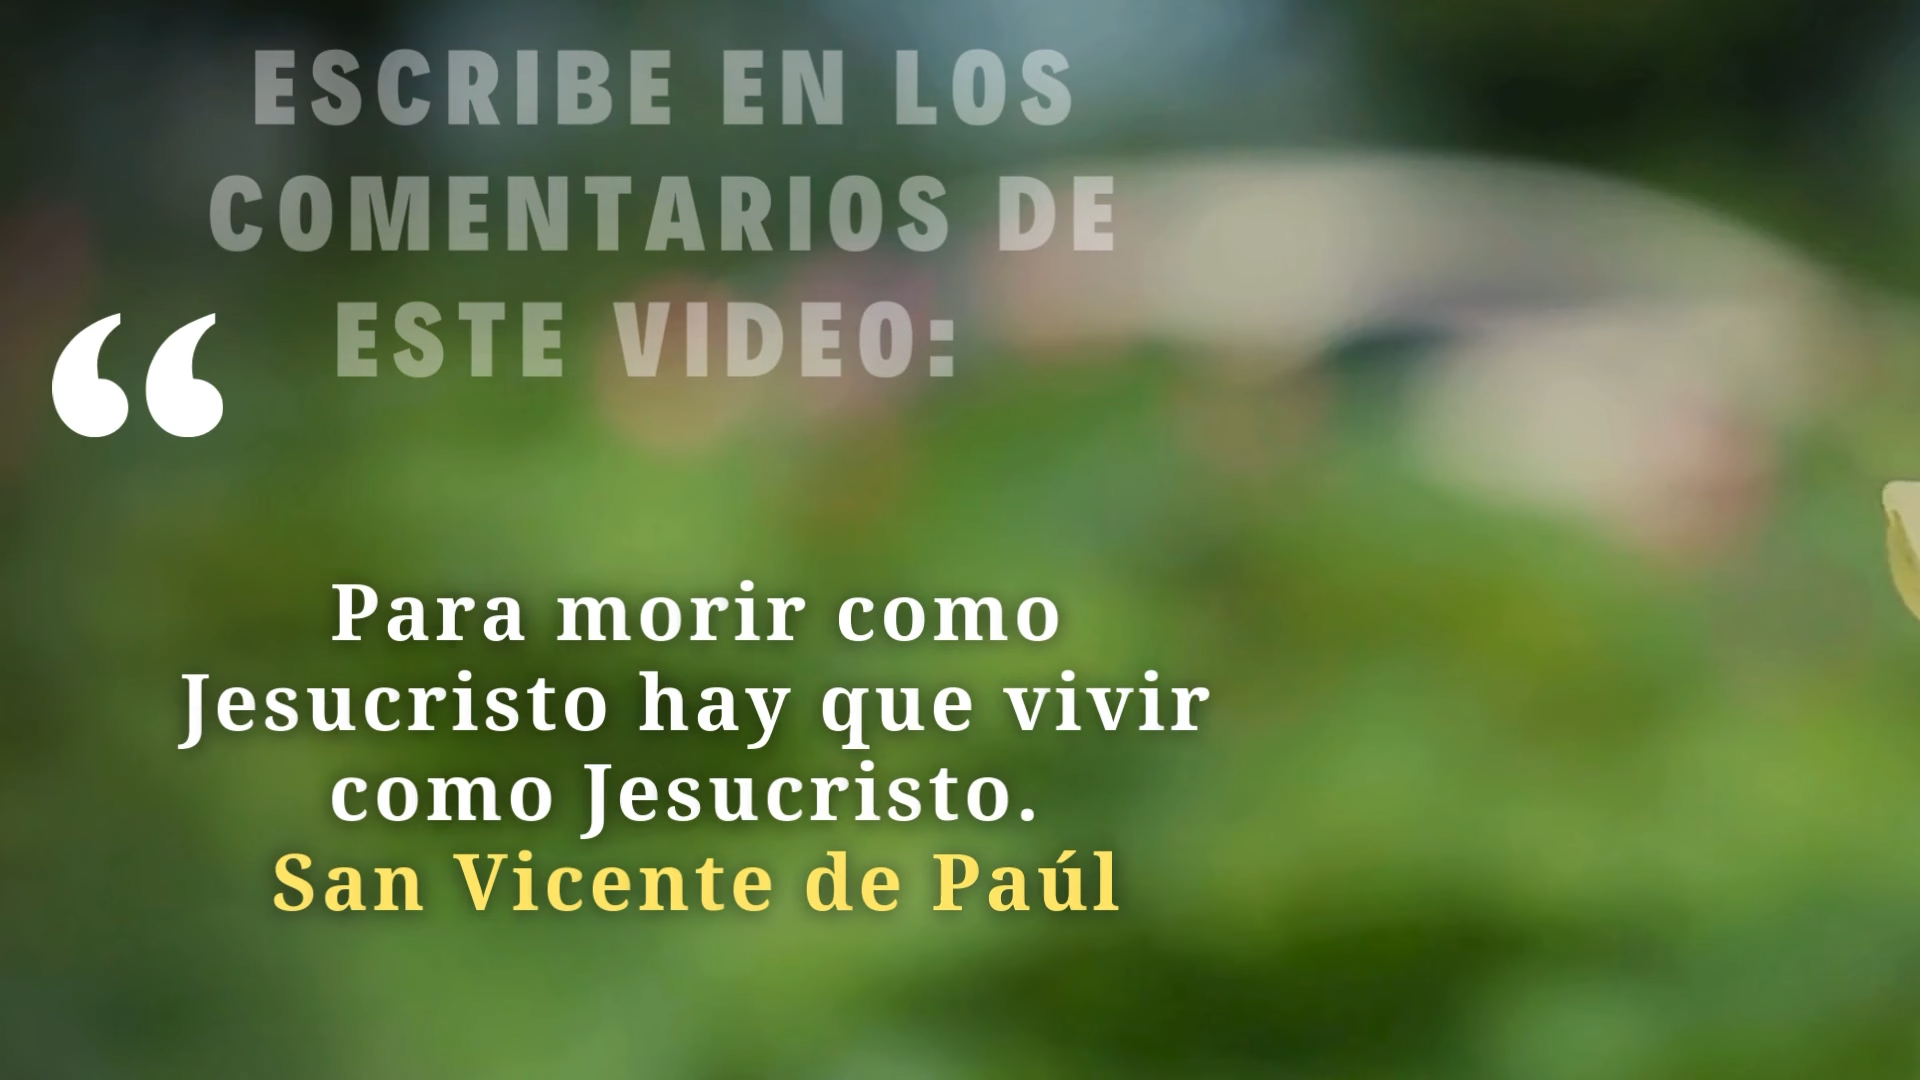 ESCRIBE EN LOS
COMENTARIOS DE
ESTE VIDEO:
“
Para morir como
Jesucristo hay que vivir
como Jesucristo.
San Vicente de Paúl